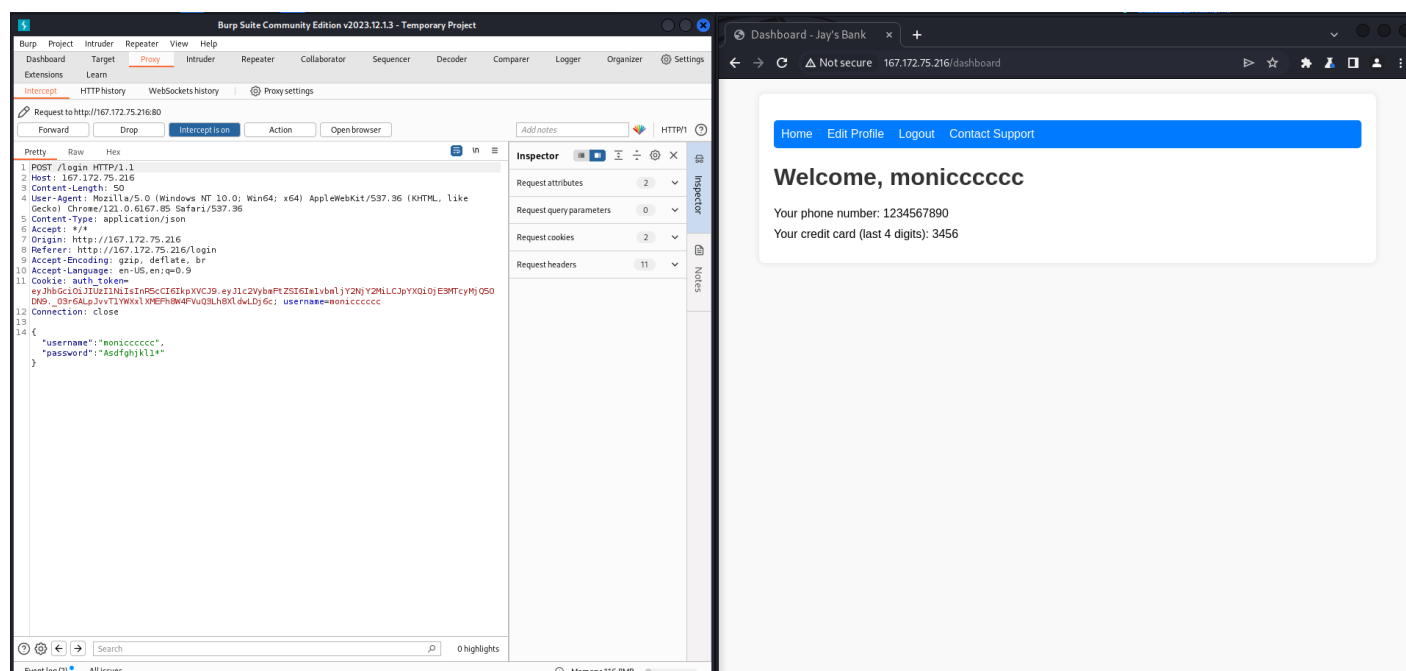 Burp Suite Community Edition v2023.12.1.3 - Temporary Project
Burp Project Intruder Repeater View Help
Dashboard Target Proxy Intruder Repeater Collaborator Sequencer Decoder Comparer Logger Organizer Settings
Extensions Learn
Intercept HTTP history WebSockets history Proxy settings
Request to http://167.172.75.216:80
Forward Drop Intercept is on Action Open browser Add notes HTTP/1
Pretty Raw Hex
1 POST /login HTTP/1.1
2 Host: 167.172.75.216
3 Content-Length: 50
4 User-Agent: Mozilla/5.0 (Windows NT 10.0; Win64; x64) AppleWebKit/537.36 (KHTML, like
Gecko) Chrome/121.0.6167.85 Safari/537.36
5 Content-Type: application/json
6 Accept: */*
7 Origin: http://167.172.75.216
8 Referer: http://167.172.75.216/login
9 Accept-Encoding: gzip, deflate, br
10 Accept-Language: en-US,en;q=0.9
11 Cookie: auth_token=
username=monicccccc
12 Connection: close
13
14 {
"username":"monicccccc",
"password":"Asdfghjkl1*"
}
Search 0 highlights
Inspector
Request attributes 2
Request query parameters 0
Request cookies 2
Request headers 11
Inspector
Notes
Event log (2) All issues
Dashboard - Jay's Bank
Not secure 167.172.75.216/dashboard
Home Edit Profile Logout Contact Support
Welcome, monicccccc
Your phone number: 1234567890
Your credit card (last 4 digits): 3456